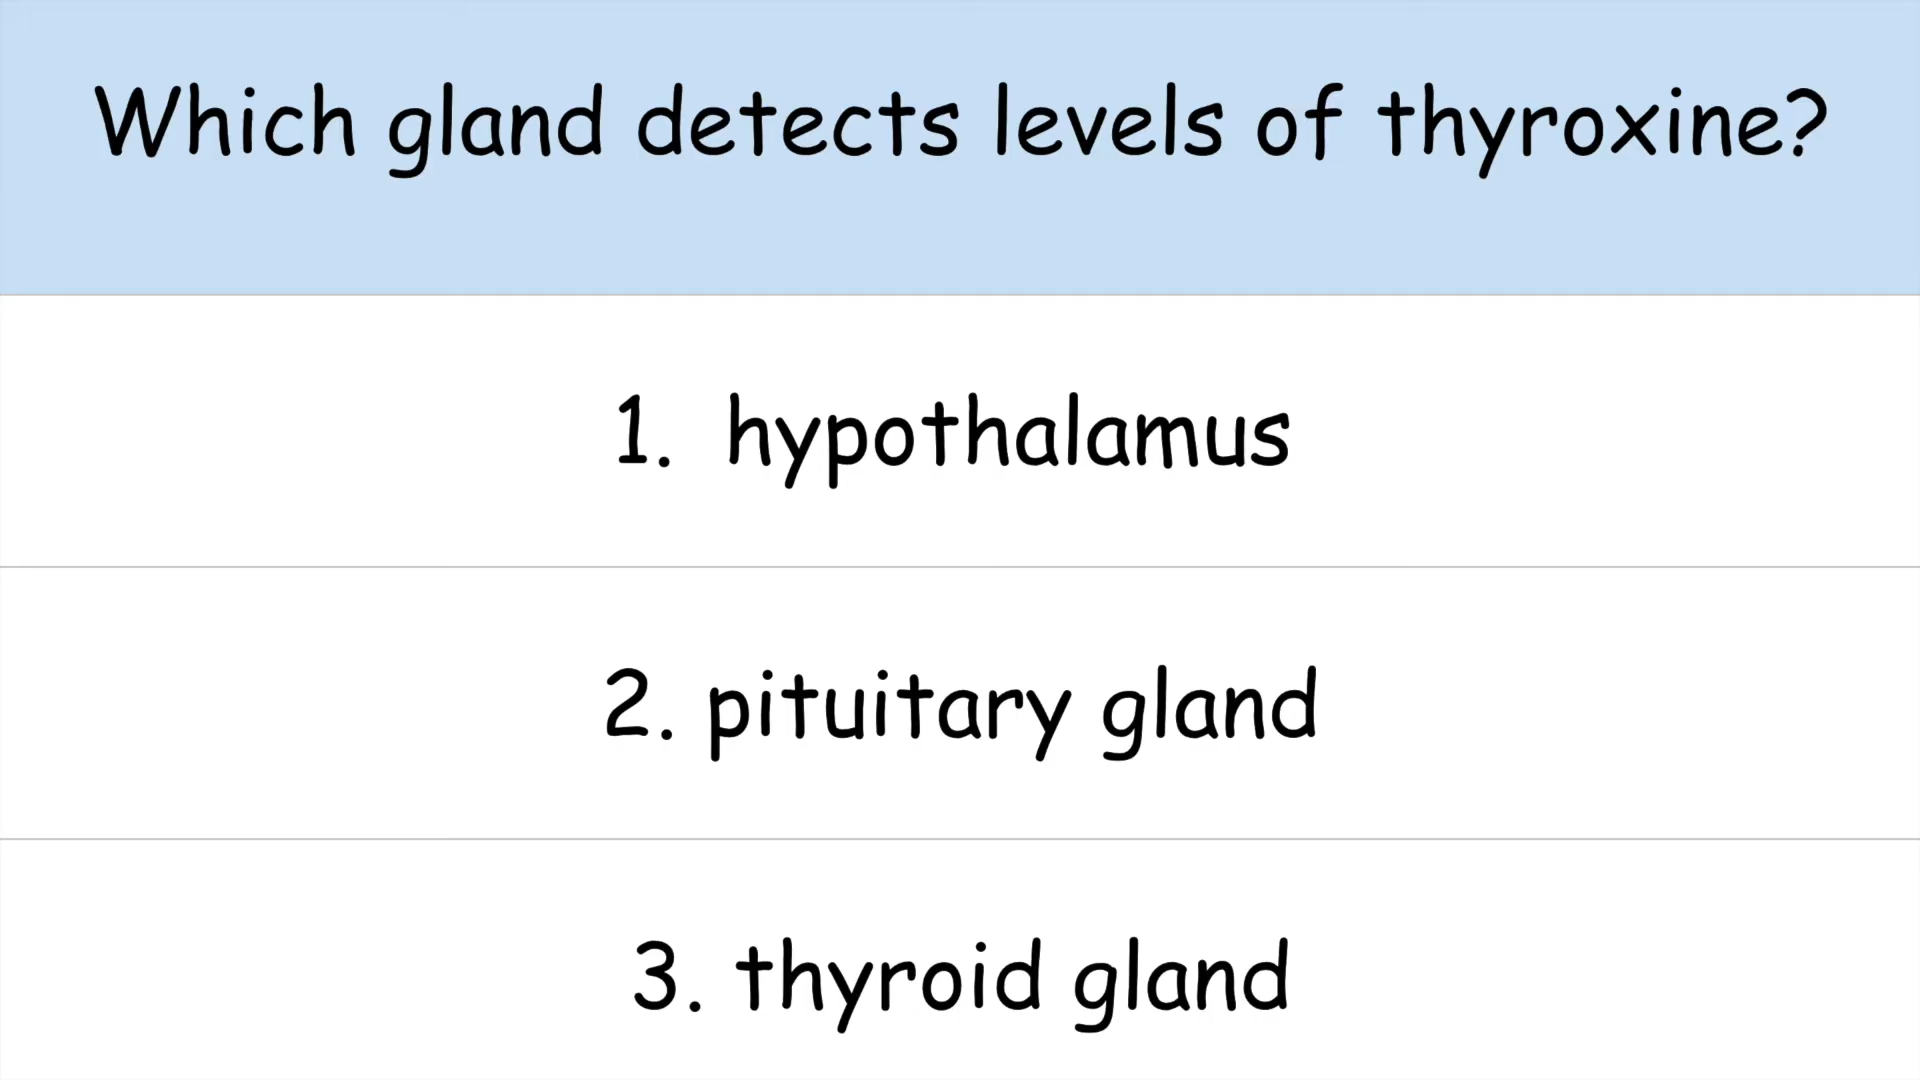 Which gland detects levels of thyroxine?
1. hypothalamus
2. pituitary gland
3. thyroid gland